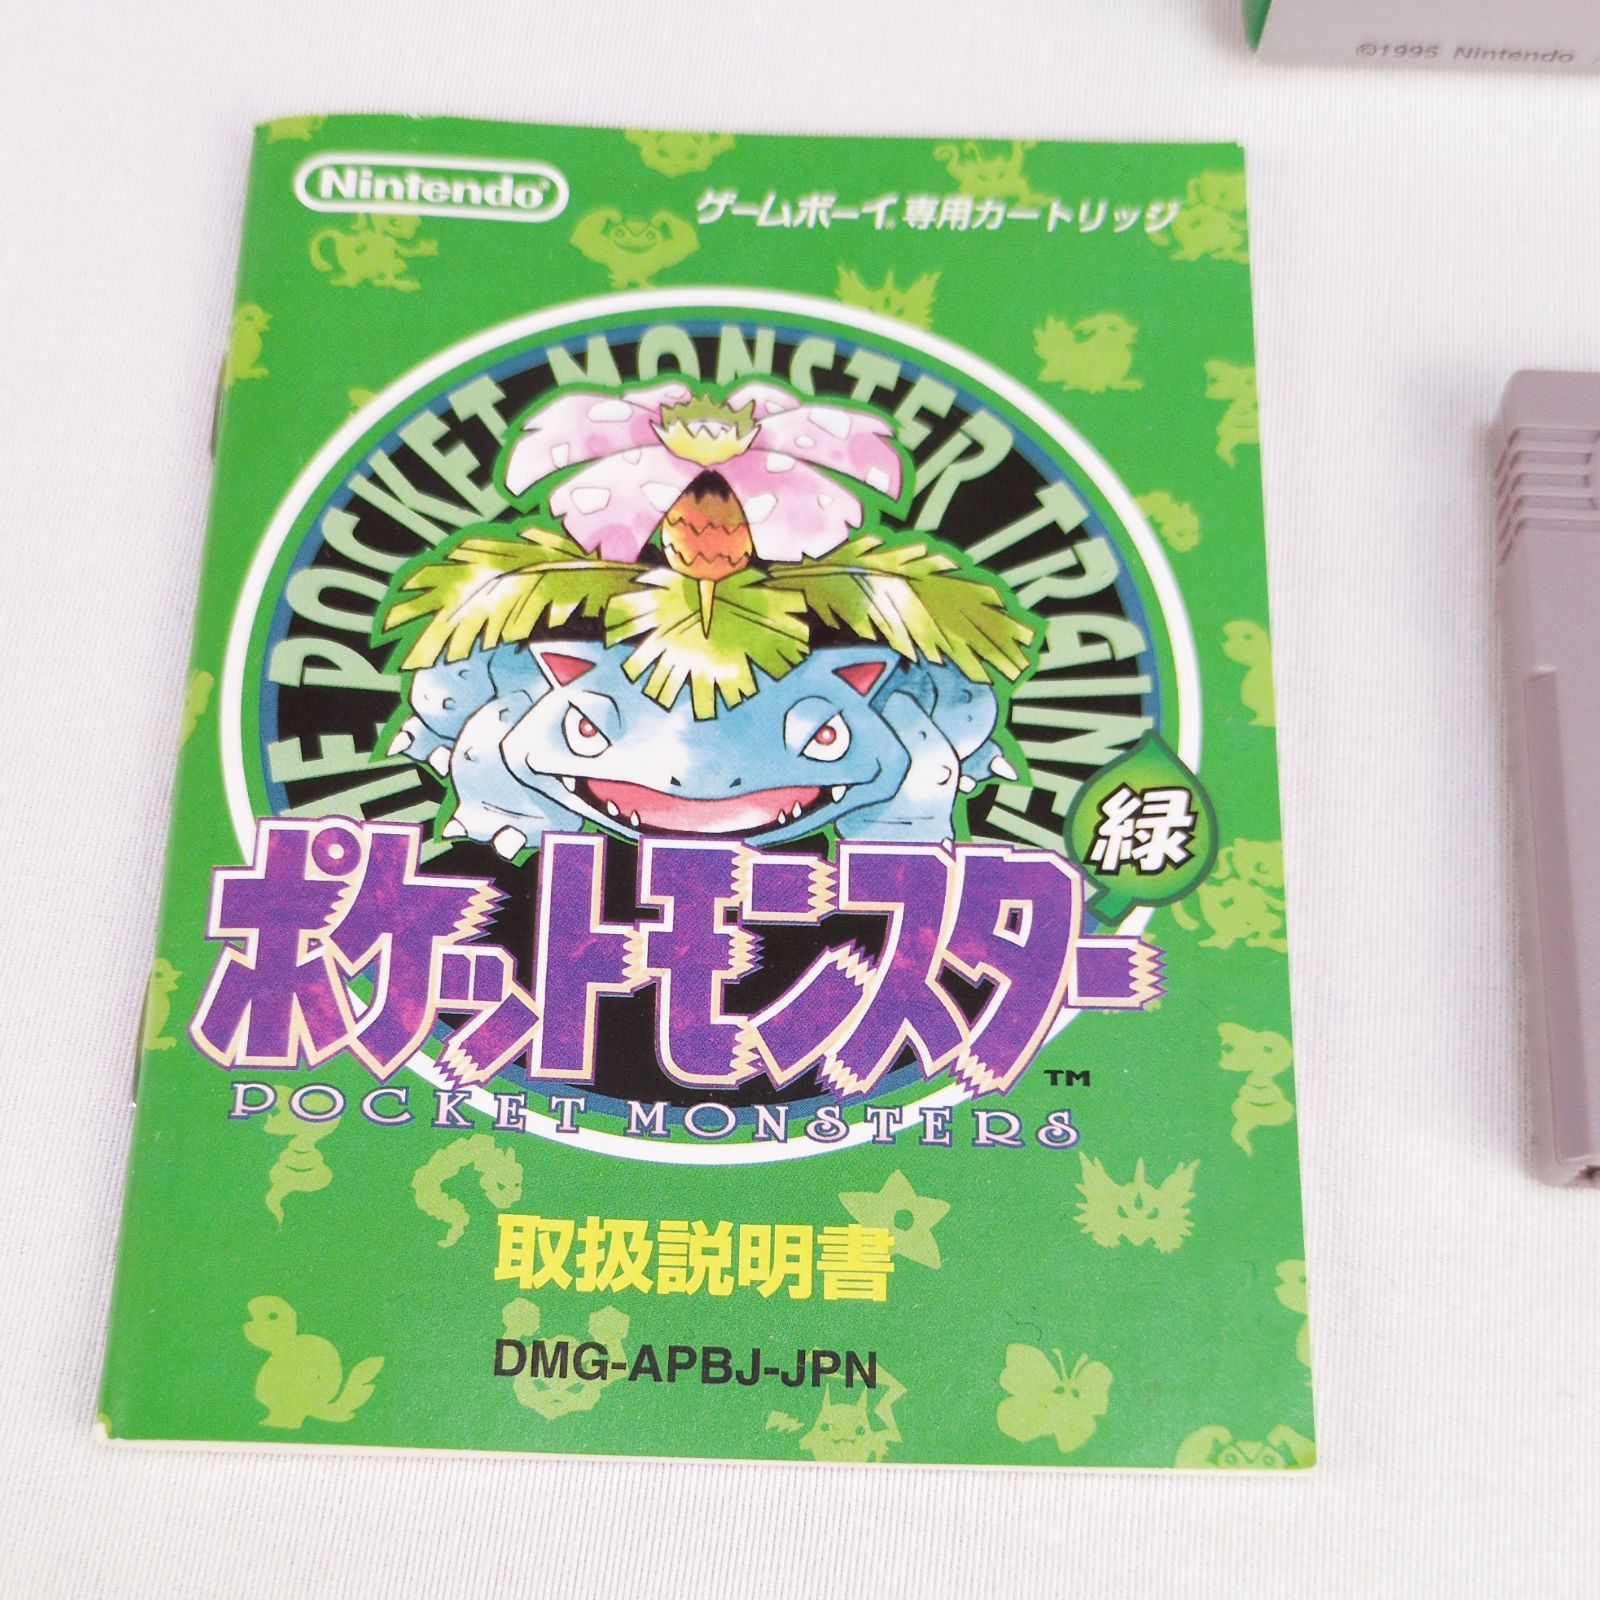 ©1995 Nintendo
Nintendo®
ゲームボーイ®専用カートリッジ
THE POCKET MONSTER TRAINER
緑
ポケットモンスター
TM
POCKET MONSTERS
取扱説明書
DMG-APBJ-JPN